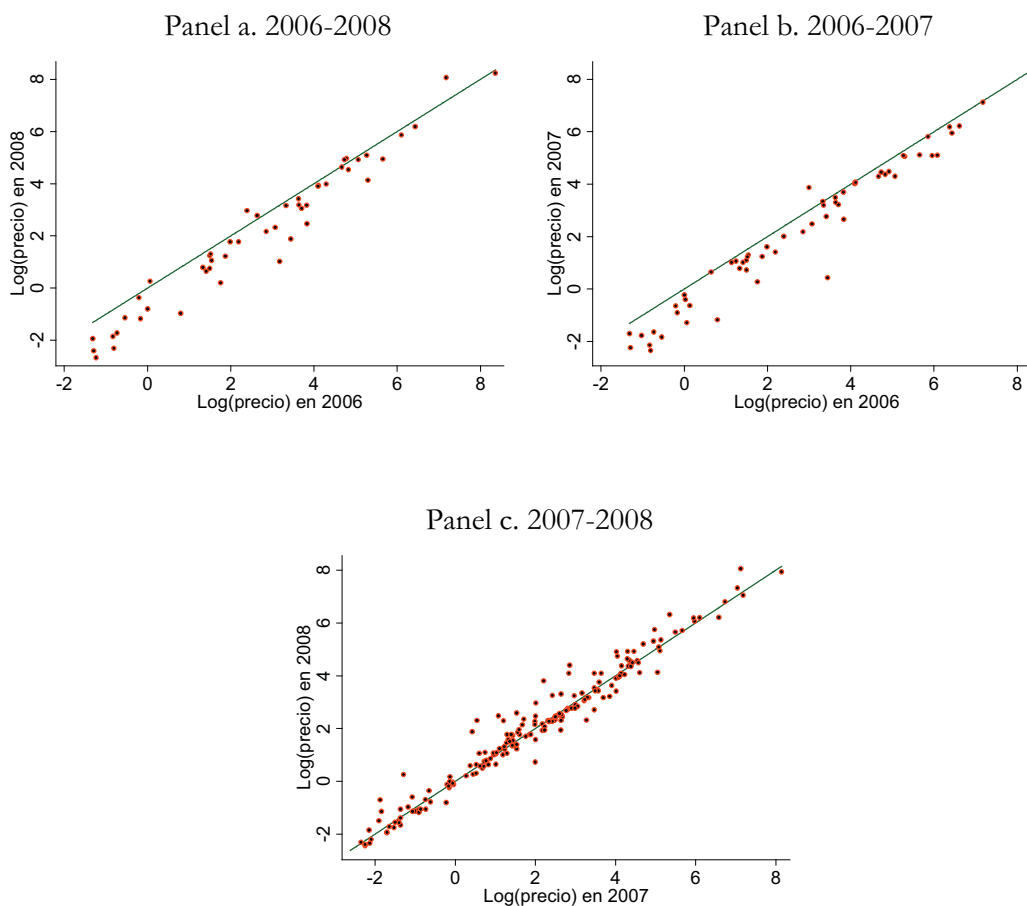 Panel a. 2006-2008
Log(precio) en 2008
8
6
4
2
0
-2
-2 0 2 4 6 8
Log(precio) en 2006
Panel b. 2006-2007
Log(precio) en 2007
8
6
4
2
0
-2
-2 0 2 4 6 8
Log(precio) en 2006
Panel c. 2007-2008
Log(precio) en 2008
8
6
4
2
0
-2
-2 0 2 4 6 8
Log(precio) en 2007